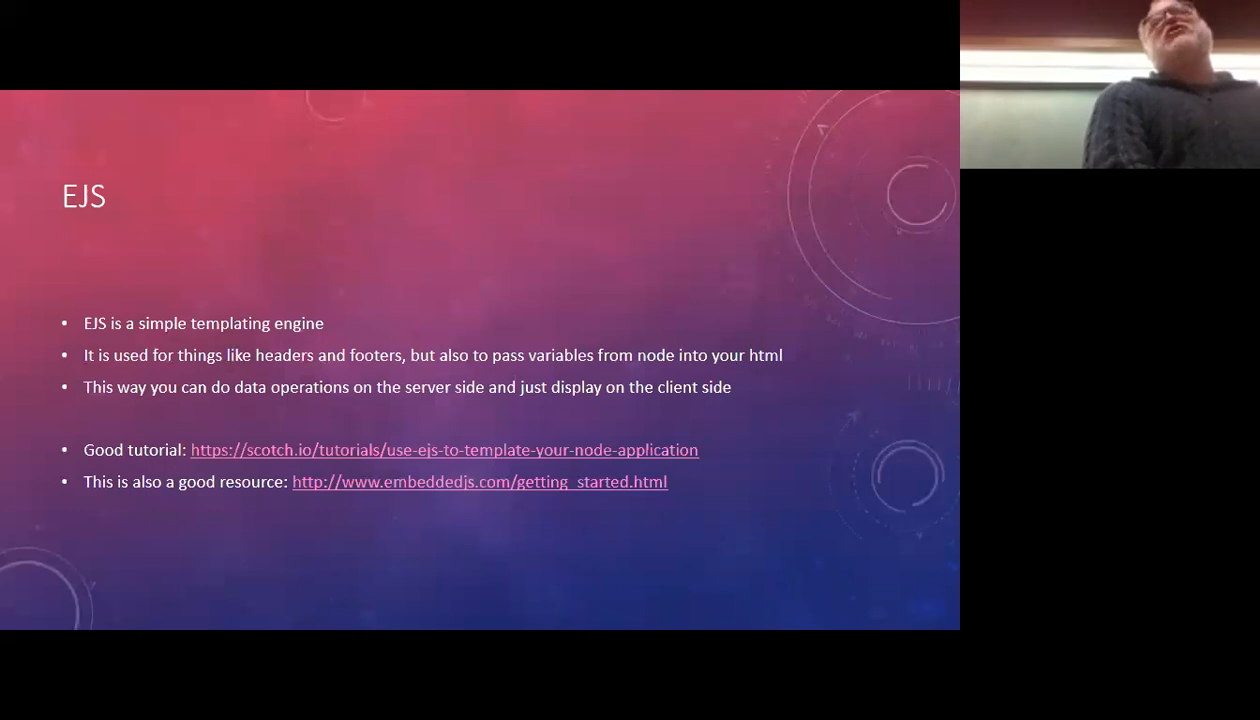 EJS
• EJS is a simple templating engine
• It is used for things like headers and footers, but also to pass variables from node into your html
• This way you can do data operations on the server side and just display on the client side
• Good tutorial: https://scotch.io/tutorials/use-ejs-to-template-your-node-application
• This is also a good resource: http://www.embeddedjs.com/getting_started.html